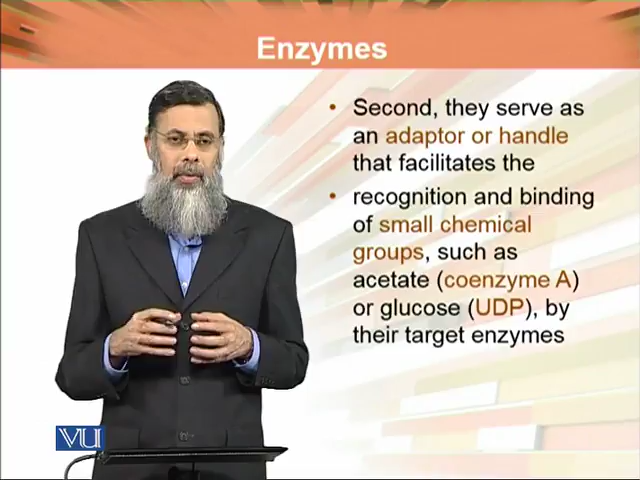 Enzymes
• Second, they serve as
an adaptor or handle
that facilitates the
• recognition and binding
of small chemical
groups, such as
acetate (coenzyme A)
or glucose (UDP), by
their target enzymes
VU